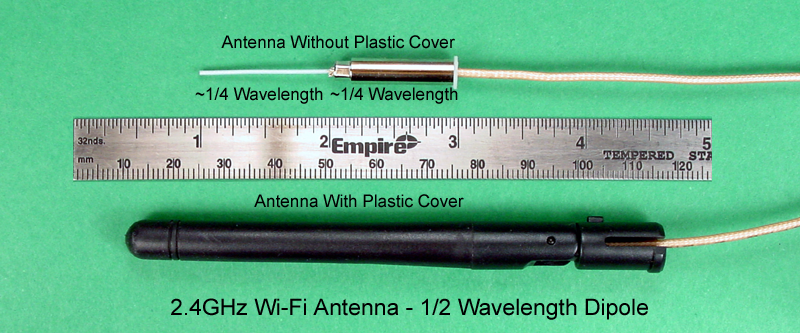 Antenna Without Plastic Cover
~1/4 Wavelength ~1/4 Wavelength
1 2 3 4 5
32nds.
Empire
TEMPERED STA
mm 10 20 30 40 50 60 70 80 90 100 110 120
Antenna With Plastic Cover
2.4GHz Wi-Fi Antenna - 1/2 Wavelength Dipole